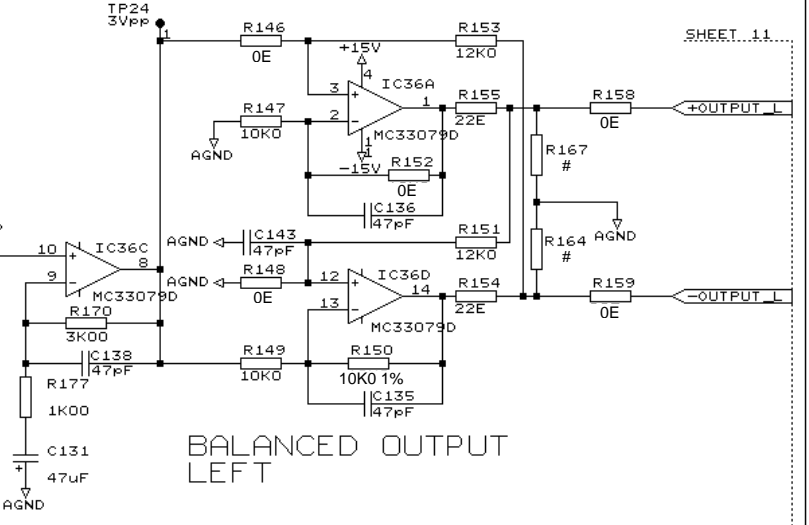 TP24
3Vpp
1
R146
0E
+15V
4
R153
12K0
SHEET 11
IC36A
3
+
1
R155
22E
R158
0E
+OUTPUT_L
R147
10K0
2
-
MC33079D
AGND
11
-15V
R152
0E
R167
#
C136
47pF
AGND
AGND
C143
47pF
R151
12K0
R164
#
10
+
IC36C
8
9
-
MC33079D
AGND
R148
0E
12
+
IC36D
14
13
-
MC33079D
R154
22E
R159
0E
-OUTPUT_L
R170
3K00
C138
47pF
R149
10K0
R150
10K0 1%
C135
47pF
R177
1K00
C131
+
47uF
AGND
BALANCED OUTPUT
LEFT